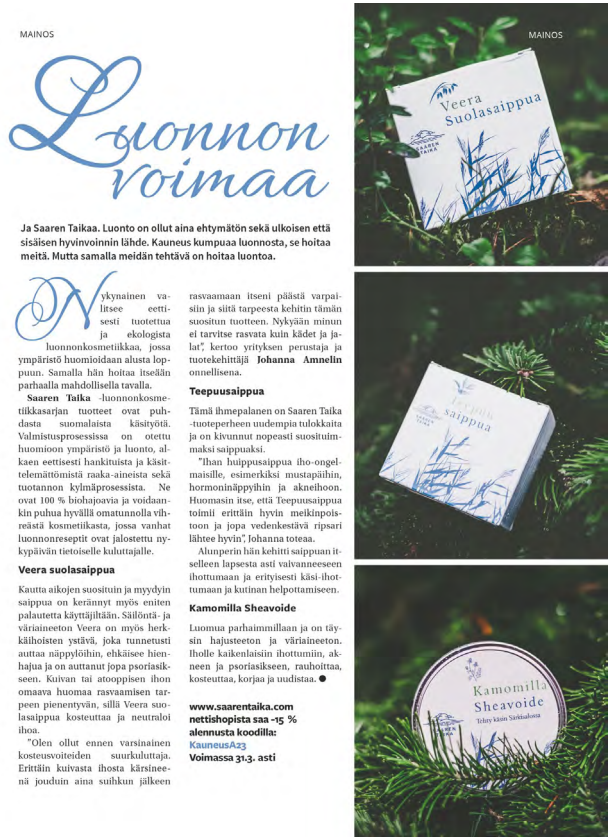 MAINOS
Luonnon
voimaa
Ja Saaren Taikaa. Luonto on ollut aina ehtymätön sekä ulkoisen että
sisäisen hyvinvoinnin lähde. Kauneus kumpuaa luonnosta, se hoitaa
meitä. Mutta samalla meidän tehtävä on hoitaa luontoa.
Nykynainen va-
litsee eetti-
sesti tuotettua
ja ekologista
luonnonkosmetiikkaa, jossa
ympäristö huomioidaan alusta lop-
puun. Samalla hän hoitaa itseään
parhaalla mahdollisella tavalla.
Saaren Taika -luonnonkosme-
tiikkasarjan tuotteet ovat puh-
dasta suomalaista käsityötä.
Valmistusprosessissa on otettu
huomioon ympäristö ja luonto, al-
kaen eettisesti hankituista ja käsit-
telemättömistä raaka-aineista sekä
tuotannon kylmäprosessista. Ne
ovat 100 % biohajoavia ja voidaan-
kin puhua hyvällä omatunnolla vih-
reästä kosmetiikasta, jossa vanhat
luonnonreseptit ovat jalostettu ny-
kypäivän tietoiselle kuluttajalle.
Veera suolasaippua
Kautta aikojen suosituin ja myydyin
saippua on kerännyt myös eniten
palautetta käyttäjiltään. Säilöntä- ja
väriaineeton Veera on myös herk-
käihoisten ystävä, joka tunnetusti
auttaa näppylöihin, ehkäisee hien-
hajua ja on auttanut jopa psoriasik-
seen. Kuivan tai atooppisen ihon
omaava huomaa rasvaamisen tar-
peen pienentyvän, sillä Veera suo-
lasaippua kosteuttaa ja neutraloi
ihoa.
"Olen ollut ennen varsinainen
kosteusvoiteiden suurkuluttaja.
Erittäin kuivasta ihosta kärsinee-
nä jouduin aina suihkun jälkeen
rasvaamaan itseni päästä varpai-
siin ja siitä tarpeesta kehitin tämän
suositun tuotteen. Nykyään minun
ei tarvitse rasvata kuin kädet ja ja-
lat", kertoo yrityksen perustaja ja
tuotekehittäjä Johanna Amnelin
onnellisena.
Teepuusaippua
Tämä ihmepalanen on Saaren Taika
-tuoteperheen uudempia tulokkaita
ja on kivunnut nopeasti suosituim-
maksi saippuaksi.
"Ihan huippusaippua iho-ongel-
maisille, esimerkiksi mustapäihin,
hormoninäppyihin ja akneihoon.
Huomasin itse, että Teepuusaippua
toimii erittäin hyvin meikinpois-
toon ja jopa vedenkestävä ripsari
lähtee hyvin", Johanna toteaa.
Alunperin hän kehitti saippuan it-
selleen lapsesta asti vaivanneeseen
ihottumaan ja erityisesti käsi-ihot-
tumaan ja kutinan helpottamiseen.
Kamomilla Sheavoide
Luomua parhaimmillaan ja on täy-
sin hajusteeton ja väriaineeton.
Iholle kaikenlaisiin ihottumiin, ak-
neen ja psoriasikseen, rauhoittaa,
kosteuttaa, korjaa ja uudistaa. ●
www.saarentaika.com
nettishopista saa -15 %
alennusta koodilla:
KauneusA23
Voimassa 31.3. asti
MAINOS
Veera
Suolasaippua
SAAREN
TAIKA
Teepuu
saippua
SAAREN
TAIKA
Kamomilla
Sheavoide
Tehty käsin Särkisalossa
SAAREN
TAIKA